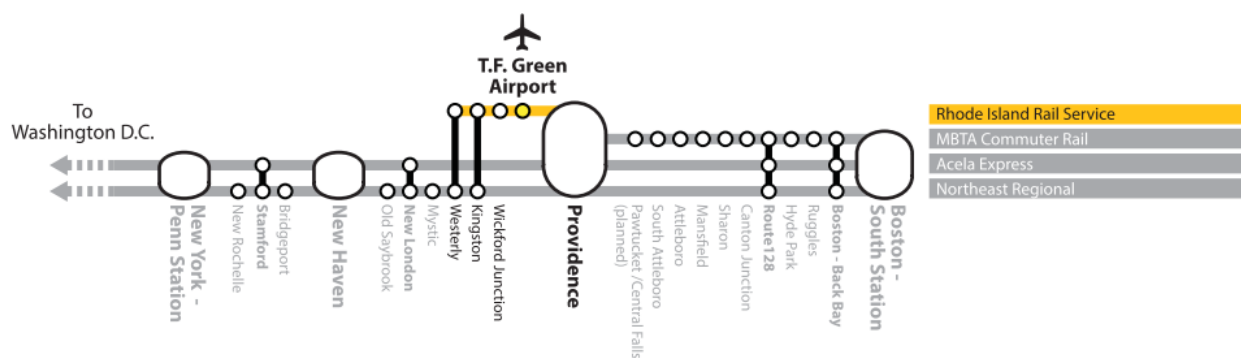 T.F. Green
Airport
To
Washington D.C.
Rhode Island Rail Service
MBTA Commuter Rail
Acela Express
Northeast Regional
New York -
Penn Station
New Rochelle
Stamford
Bridgeport
New Haven
Old Saybrook
New London
Mystic
Westerly
Kingston
Wickford Junction
Providence
Pawtucket /Central Falls
(planned)
South Attleboro
Attleboro
Mansfield
Sharon
Canton Junction
Route128
Hyde Park
Ruggles
Boston - Back Bay
Boston -
South Station